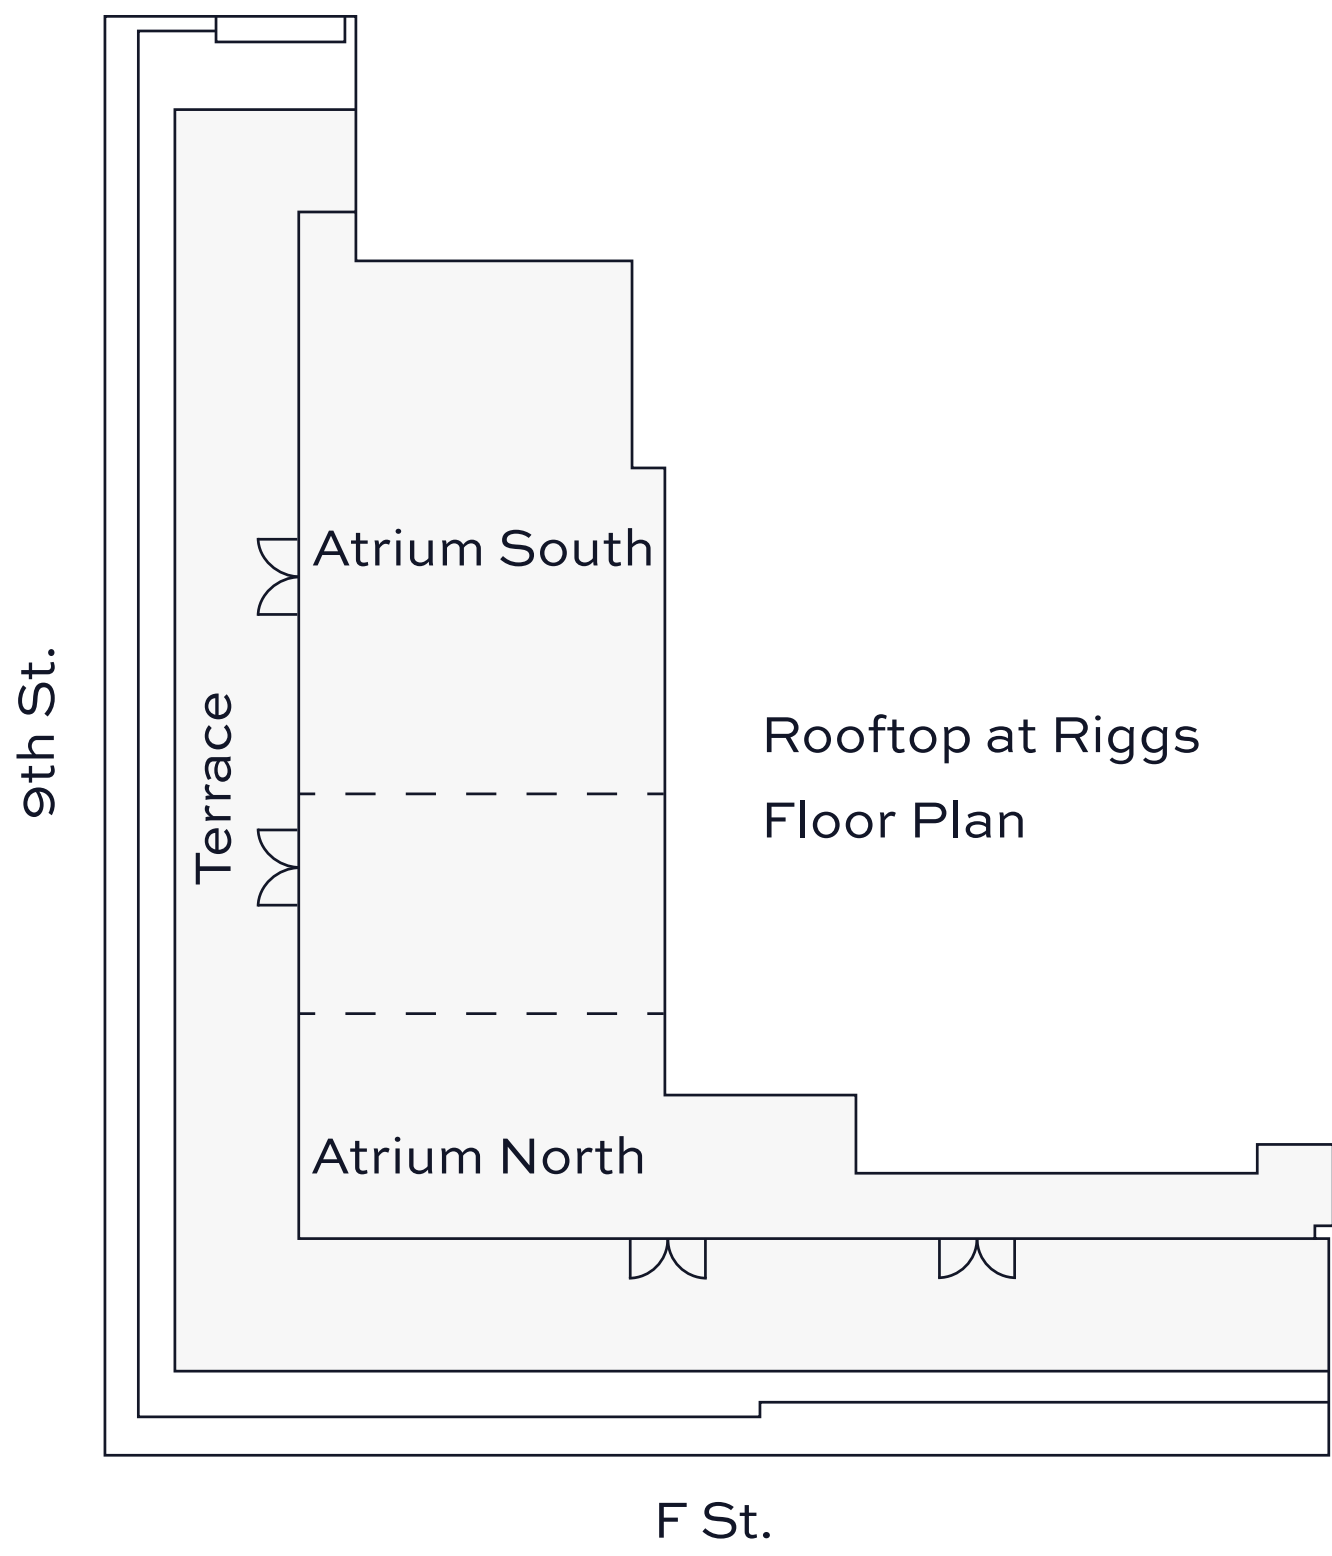 Atrium South
9th St.
Terrace
Rooftop at Riggs
Floor Plan
Atrium North
F St.